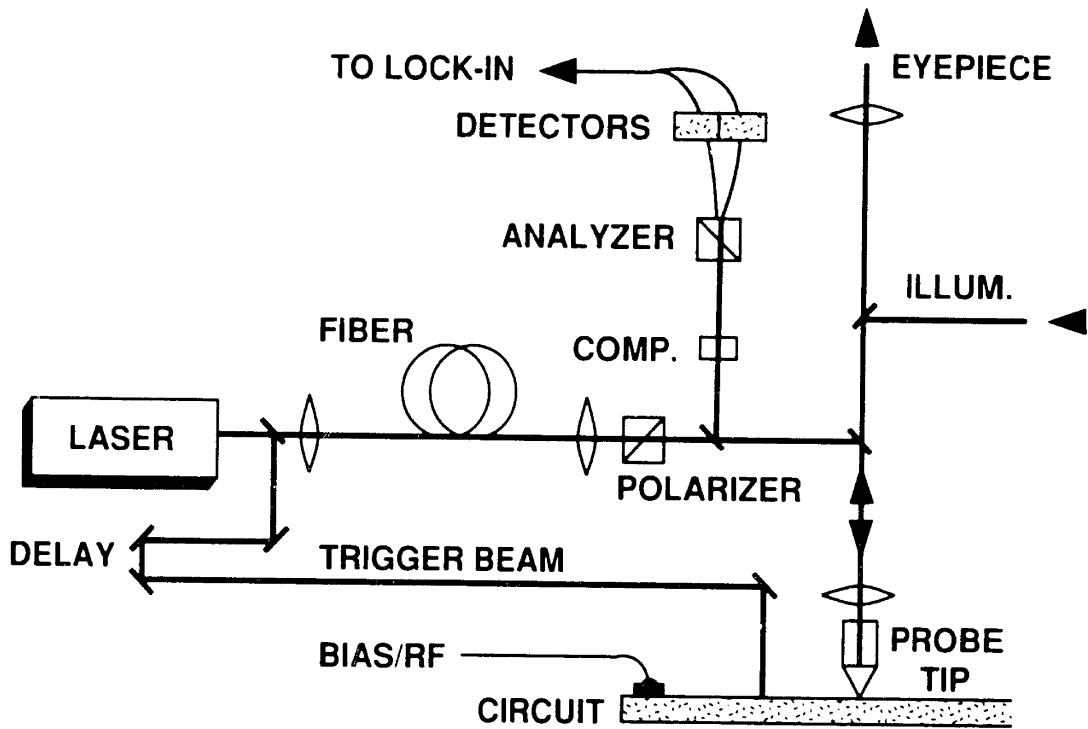 TO LOCK-IN
EYEPIECE
DETECTORS
ANALYZER
ILLUM.
FIBER
COMP.
LASER
POLARIZER
DELAY
TRIGGER BEAM
BIAS/RF
PROBE
TIP
CIRCUIT